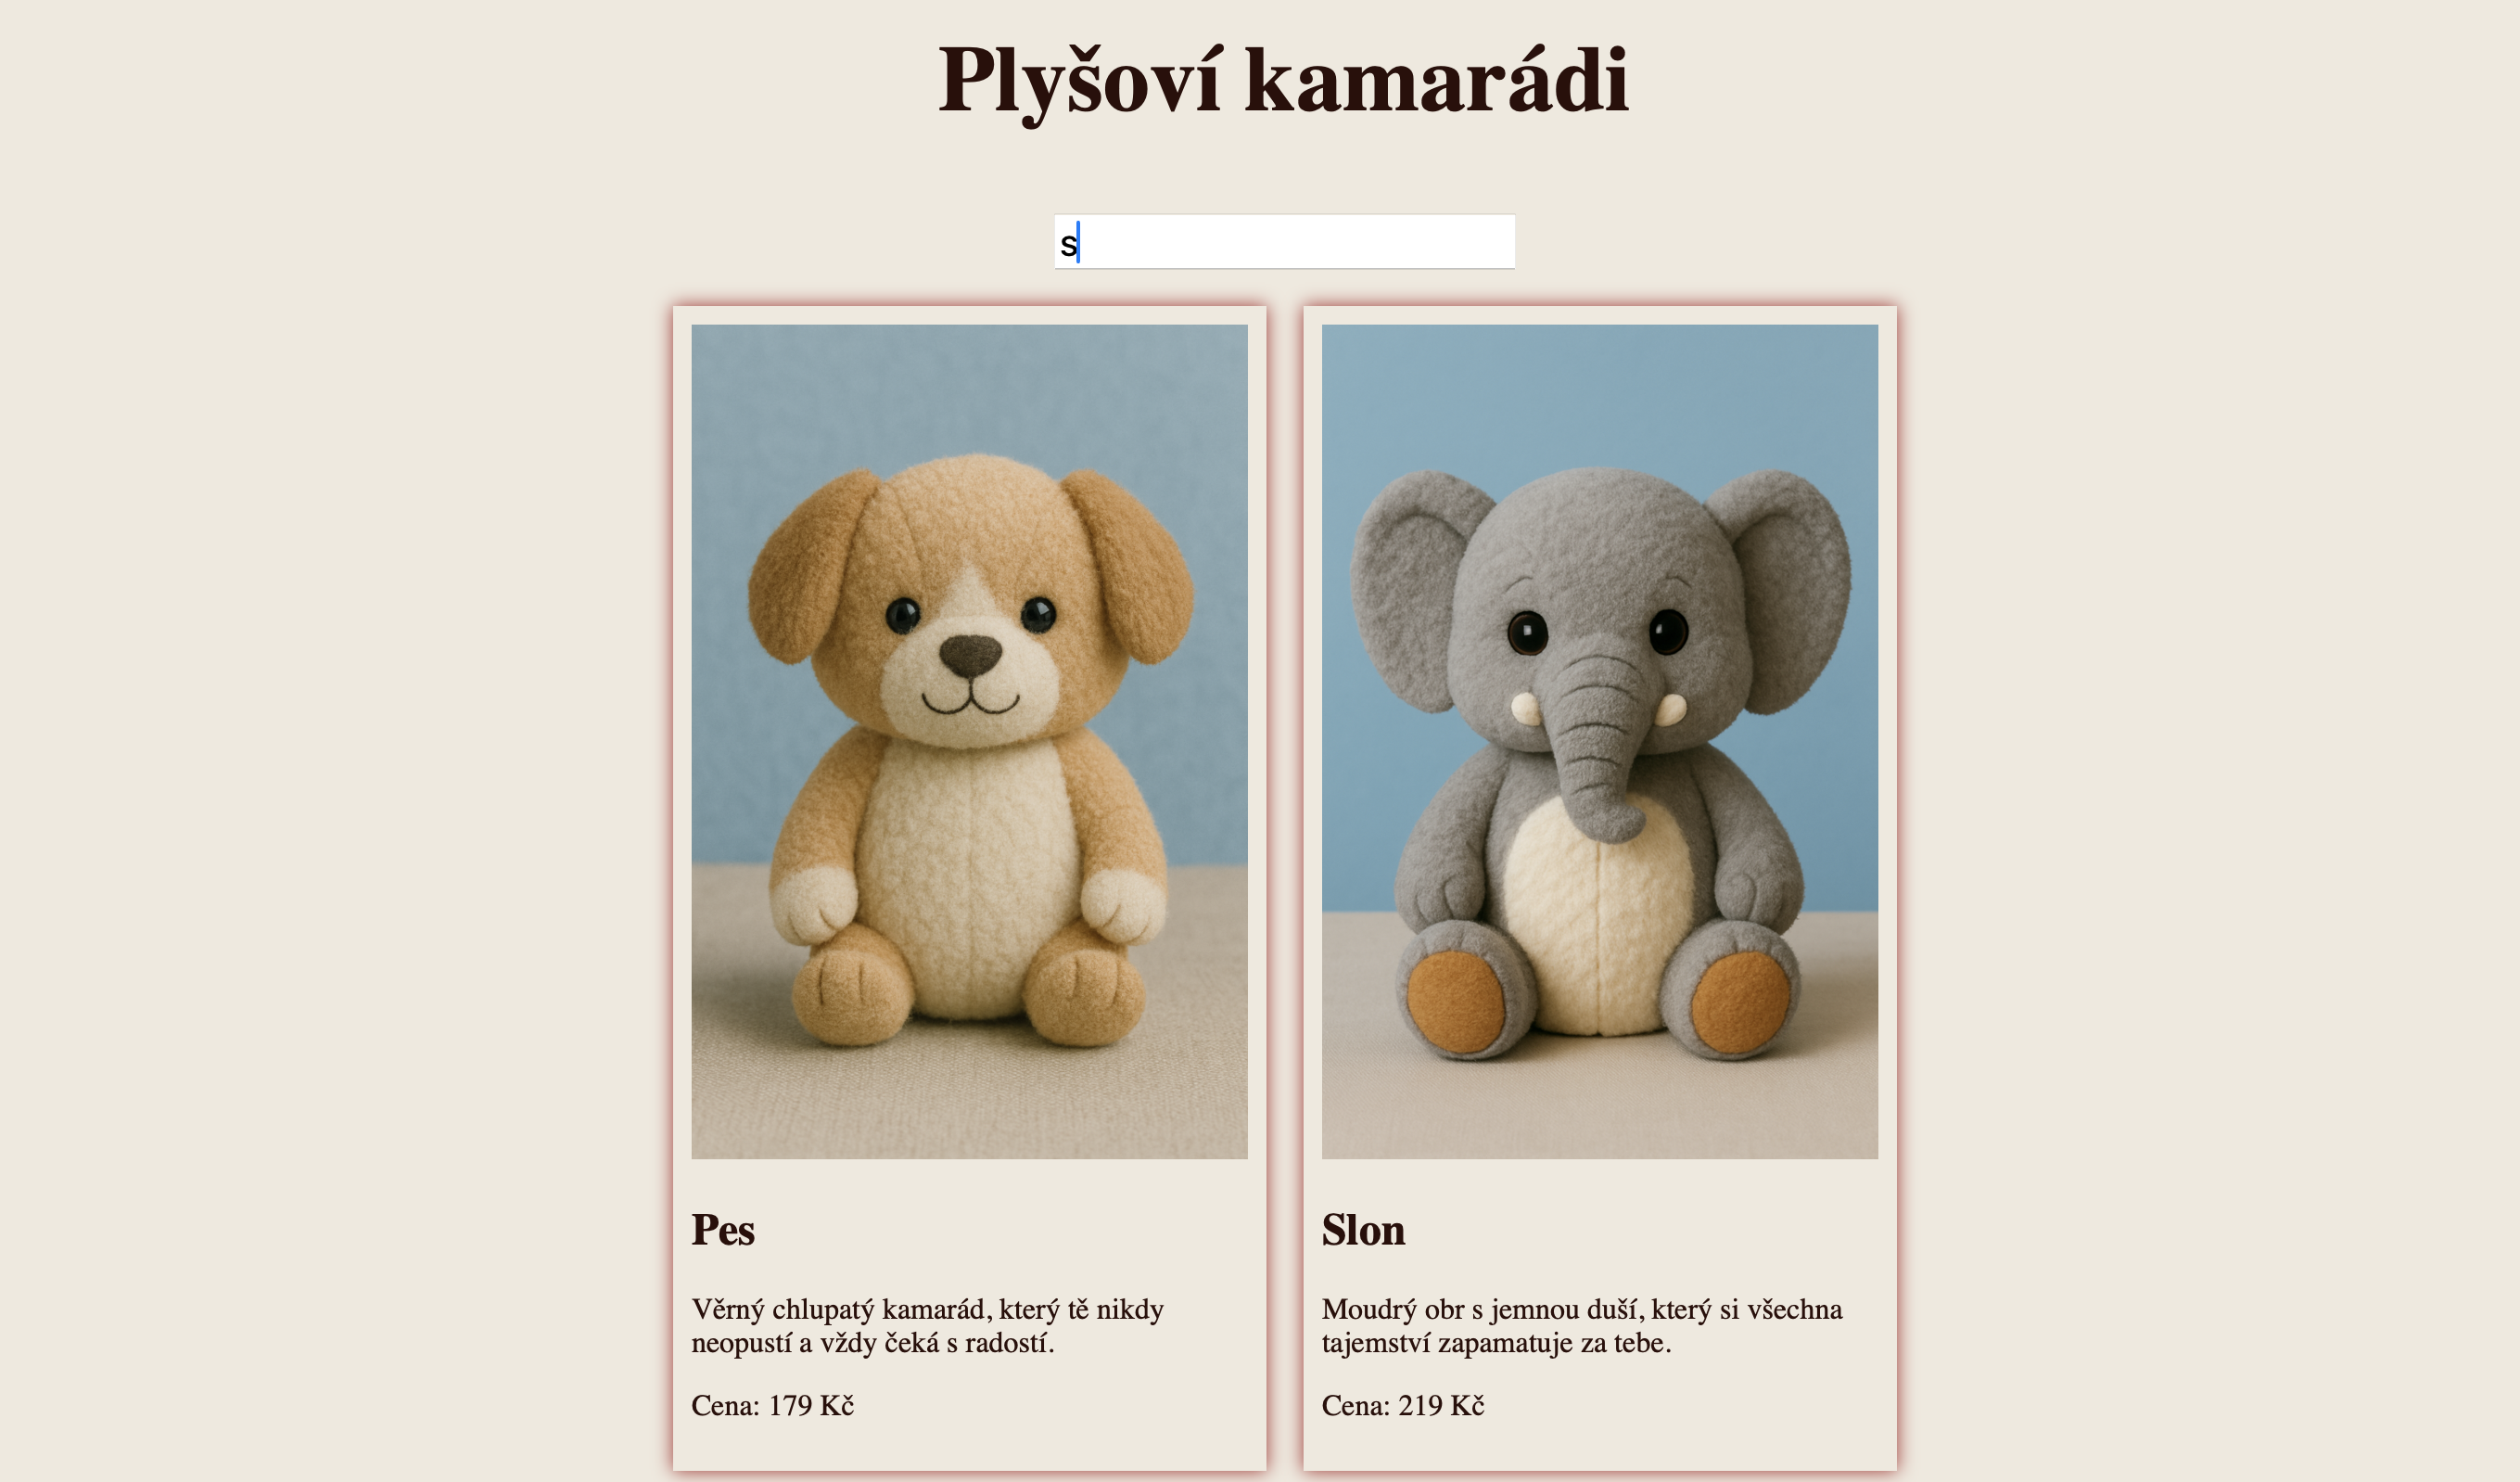 Plyšoví kamarádi
s
Pes
Věrný chlupatý kamarád, který tě nikdy
neopustí a vždy čeká s radostí.
Cena: 179 Kč
Slon
Moudrý obr s jemnou duší, který si všechna
tajemství zapamatuje za tebe.
Cena: 219 Kč